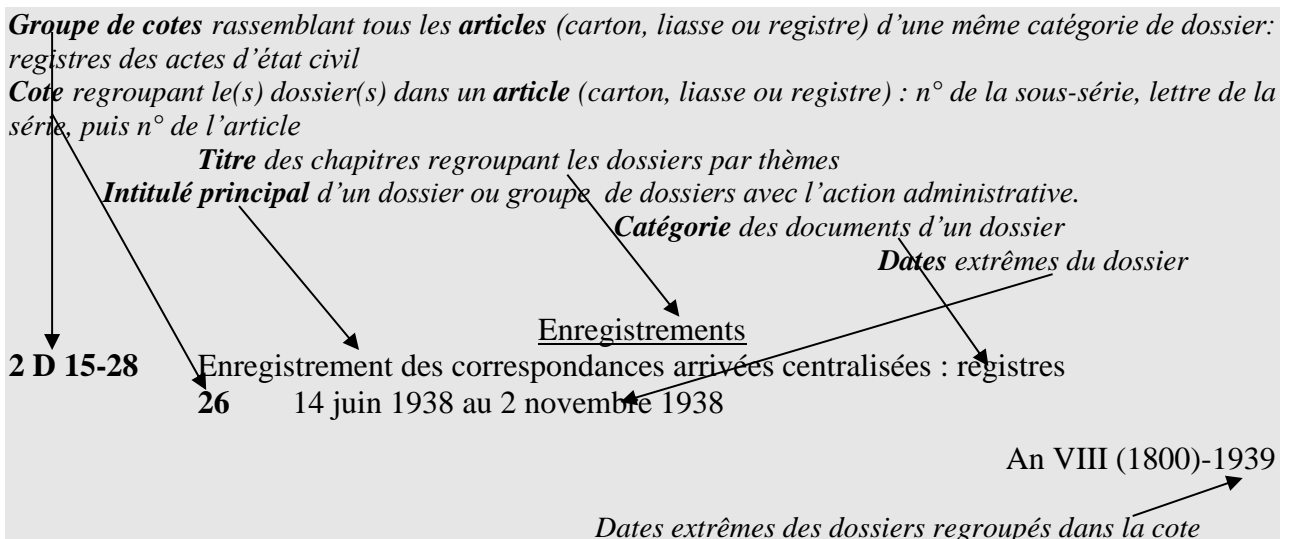 Groupe de cotes rassemblant tous les articles (carton, liasse ou registre) d’une même catégorie de dossier:
registres des actes d’état civil
Cote regroupant le(s) dossier(s) dans un article (carton, liasse ou registre) : n° de la sous-série, lettre de la
série, puis n° de l’article
Titre des chapitres regroupant les dossiers par thèmes
Intitulé principal d’un dossier ou groupe de dossiers avec l’action administrative.
Catégorie des documents d’un dossier
Dates extrêmes du dossier
Enregistrements
2 D 15-28 Enregistrement des correspondances arrivées centralisées : registres
26 14 juin 1938 au 2 novembre 1938
An VIII (1800)-1939
Dates extrêmes des dossiers regroupés dans la cote